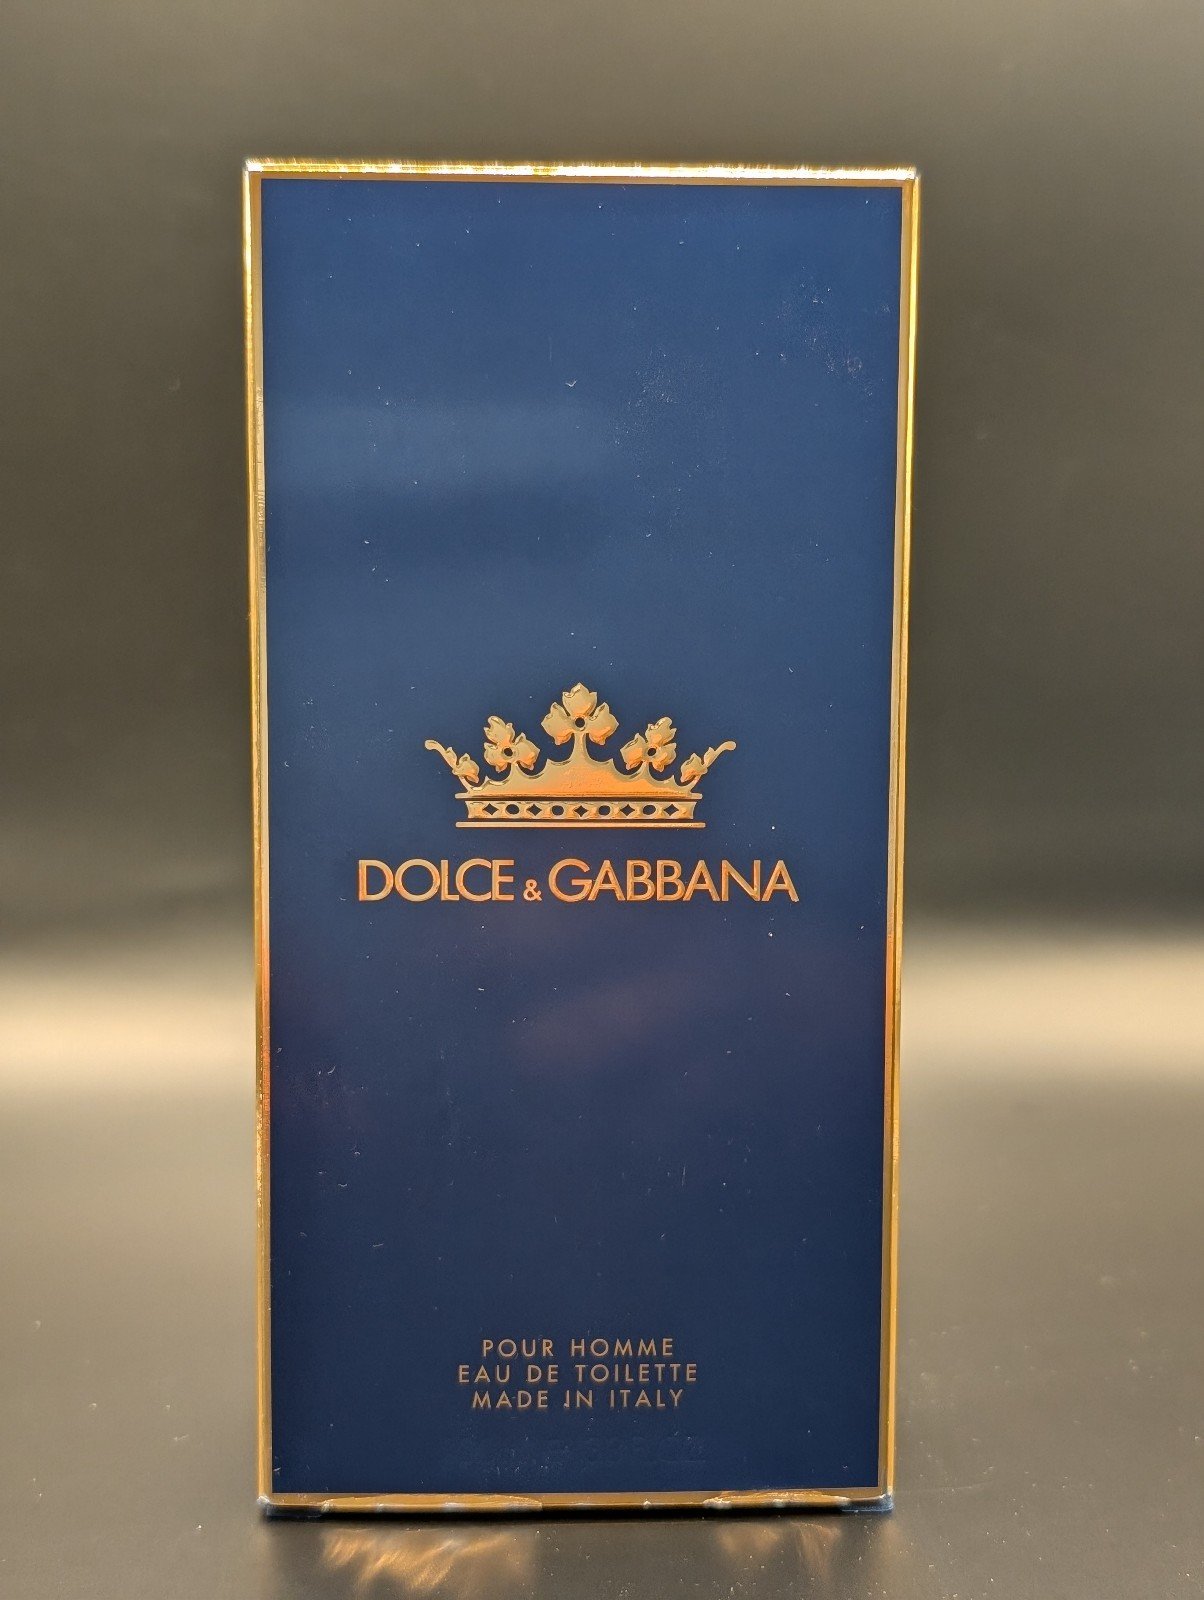 DOLCE & GABBANA
POUR HOMME
EAU DE TOILETTE
MADE IN ITALY